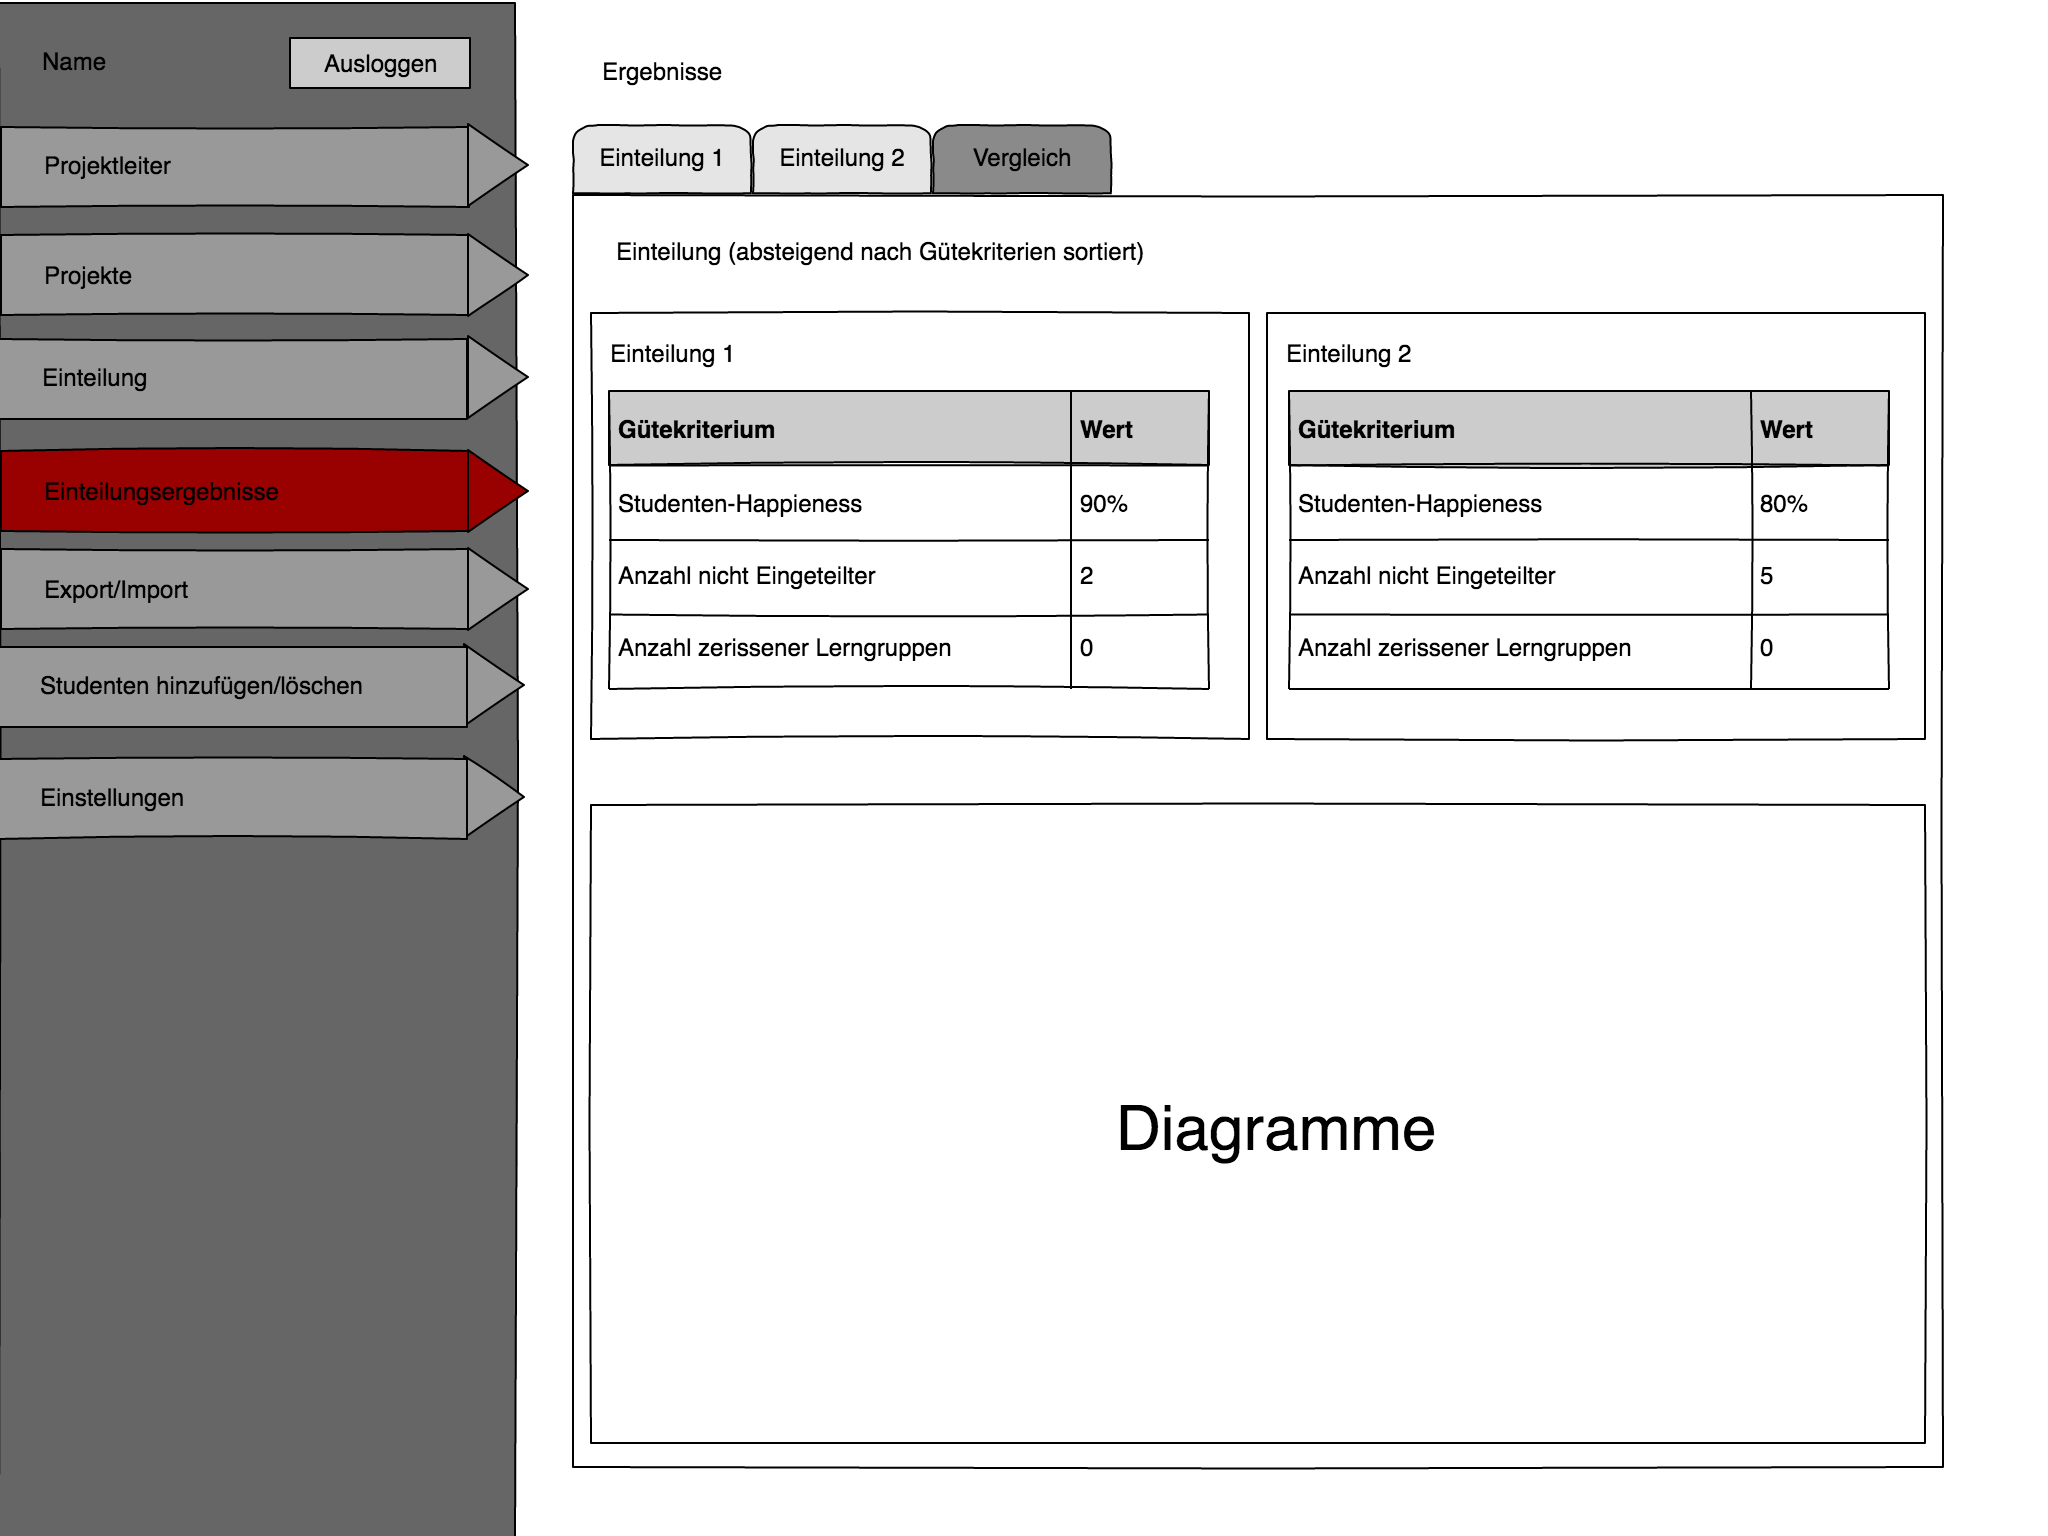 Name
Ausloggen
Projektleiter
Projekte
Einteilung
Einteilungsergebnisse
Export/Import
Studenten hinzufügen/löschen
Einstellungen
Ergebnisse
Einteilung 1
Einteilung 2
Vergleich
Einteilung (absteigend nach Gütekriterien sortiert)
Einteilung 1
Gütekriterium Wert
Studenten-Happieness 90%
Anzahl nicht Eingeteilter 2
Anzahl zerissener Lerngruppen 0
Einteilung 2
Gütekriterium Wert
Studenten-Happieness 80%
Anzahl nicht Eingeteilter 5
Anzahl zerissener Lerngruppen 0
Diagramme